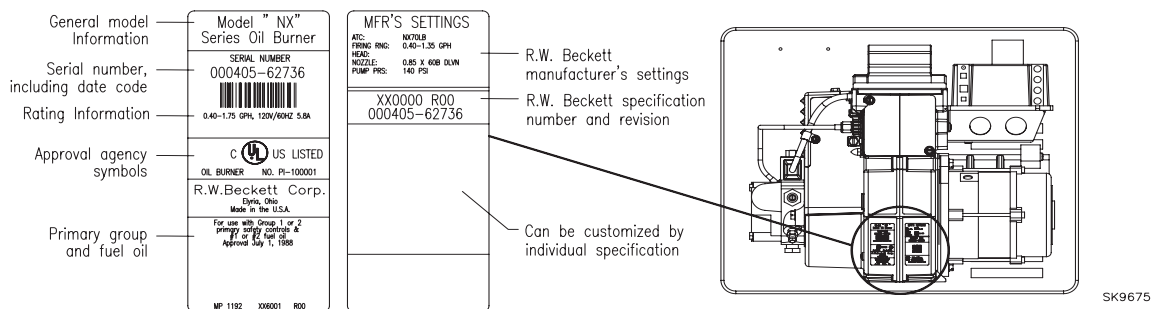 General model
Information
Serial number,
including date code
Rating Information
Approval agency
symbols
Primary group
and fuel oil
Model " NX"
Series Oil Burner
SERIAL NUMBER
000405-62736
0.40-1.75 GPH, 120V/60HZ 5.8A
C UL US LISTED
OIL BURNER NO. PI-100001
R.W.Beckett Corp.
Elyria, Ohio
Made in the U.S.A.
For use with Group 1 or 2
primary safety controls &
#1 or #2 fuel oil
Approval July 1, 1988
MP 1192 XX6001 R00
MFR'S SETTINGS
ATC: NX70LB
FIRING RNG: 0.40-1.35 GPH
HEAD:
NOZZLE: 0.85 X 60B DLVN
PUMP PRS: 140 PSI
XX0000 R00
000405-62736
R.W. Beckett
manufacturer's settings
R.W. Beckett specification
number and revision
Can be customized by
individual specification
SK9675